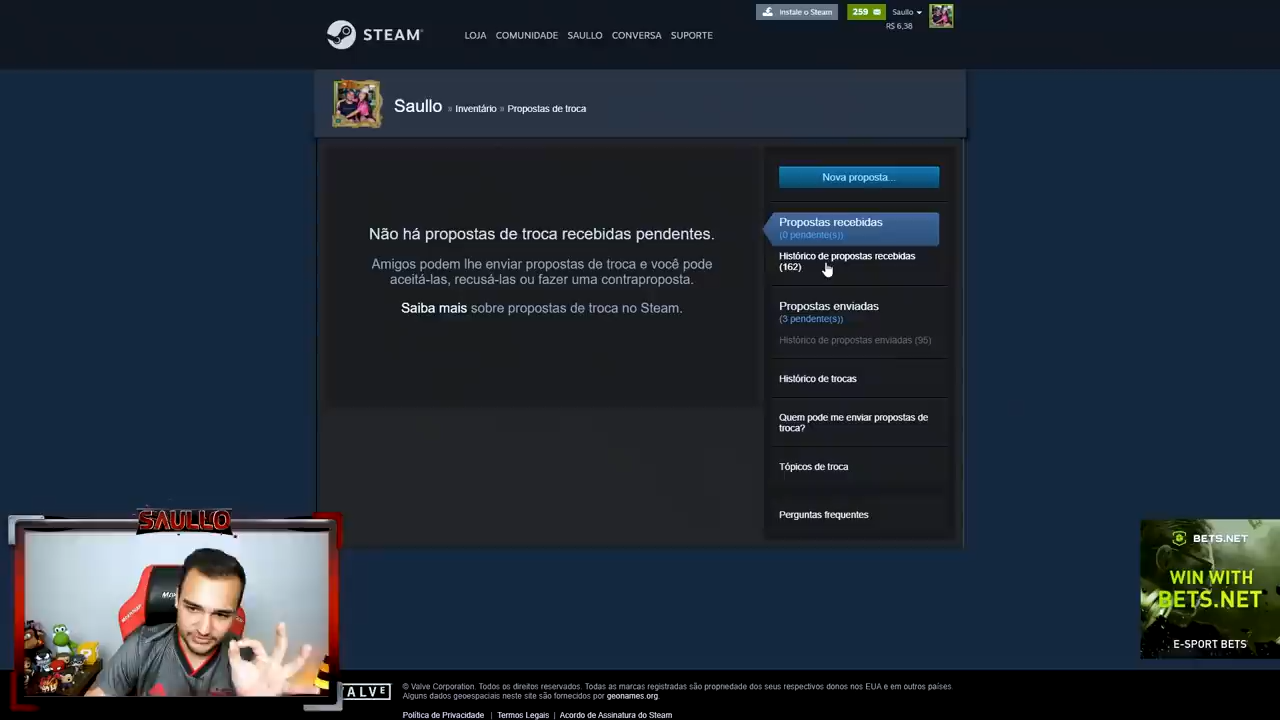 Instale o Steam
259
Saullo
R$ 6,38
STEAM
LOJA
COMUNIDADE
SAULLO
CONVERSA
SUPORTE
Saullo » Inventário » Propostas de troca
Não há propostas de troca recebidas pendentes.
Amigos podem lhe enviar propostas de troca e você pode
aceitá-las, recusá-las ou fazer uma contraproposta.
Saiba mais sobre propostas de troca no Steam.
Nova proposta...
Propostas recebidas
(0 pendente(s))
Histórico de propostas recebidas
(162)
Propostas enviadas
(3 pendente(s))
Histórico de propostas enviadas (95)
Histórico de trocas
Quem pode me enviar propostas de
troca?
Tópicos de troca
Perguntas frequentes
SAULLO
BETS.NET
WIN WITH
BETS.NET
E-SPORT BETS
VALVE
© Valve Corporation. Todos os direitos reservados. Todas as marcas registradas são propriedade dos seus respectivos donos nos EUA e em outros países.
Alguns dados geoespaciais neste site são fornecidos por geonames.org.
Política de Privacidade | Termos Legais | Acordo de Assinatura do Steam